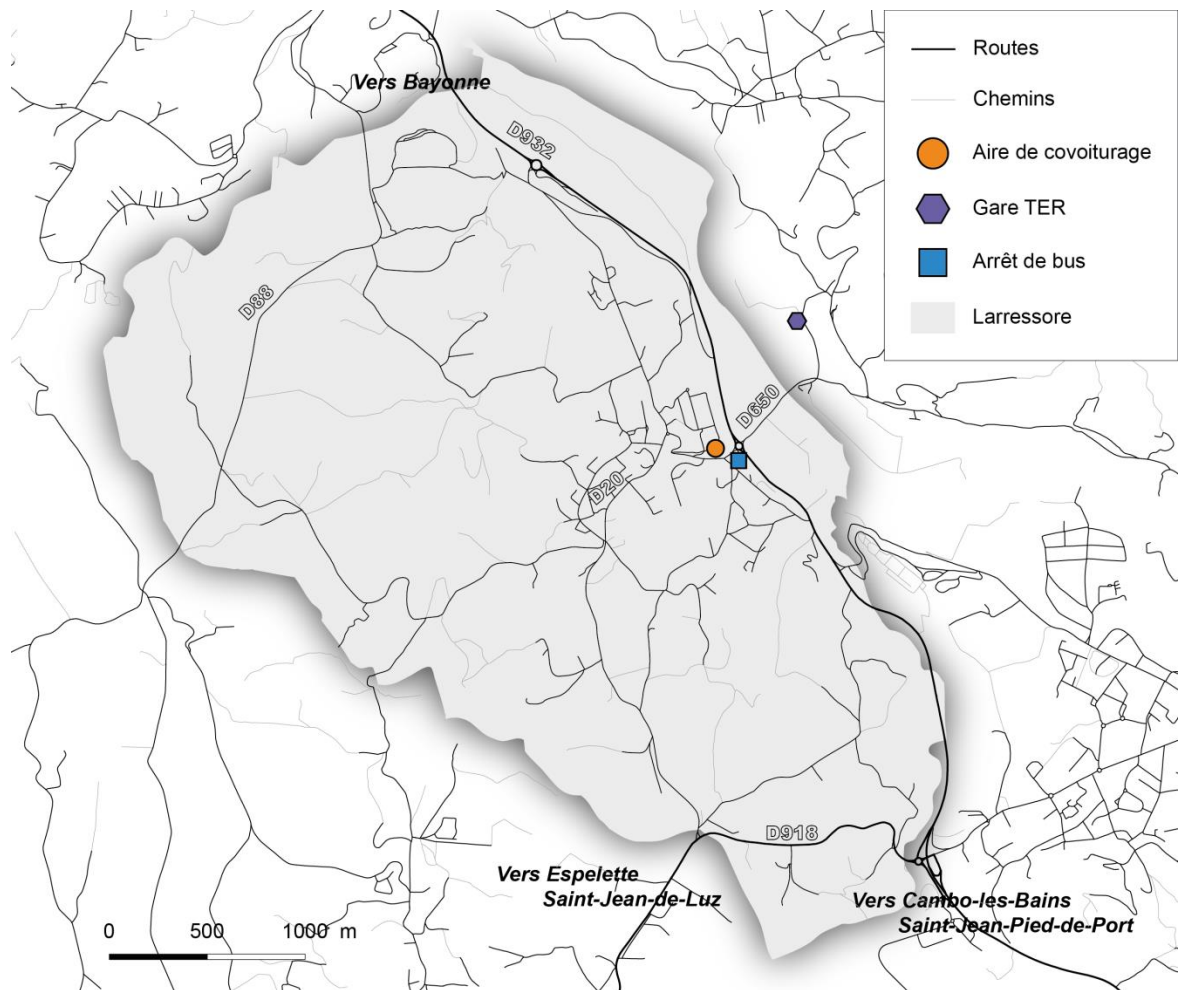 Vers Bayonne
D932
D88
D650
D20
D918
Vers Espelette
Saint-Jean-de-Luz
Vers Cambo-les-Bains
Saint-Jean-Pied-de-Port
0 500 1000 m
Routes
Chemins
Aire de covoiturage
Gare TER
Arrêt de bus
Larressore